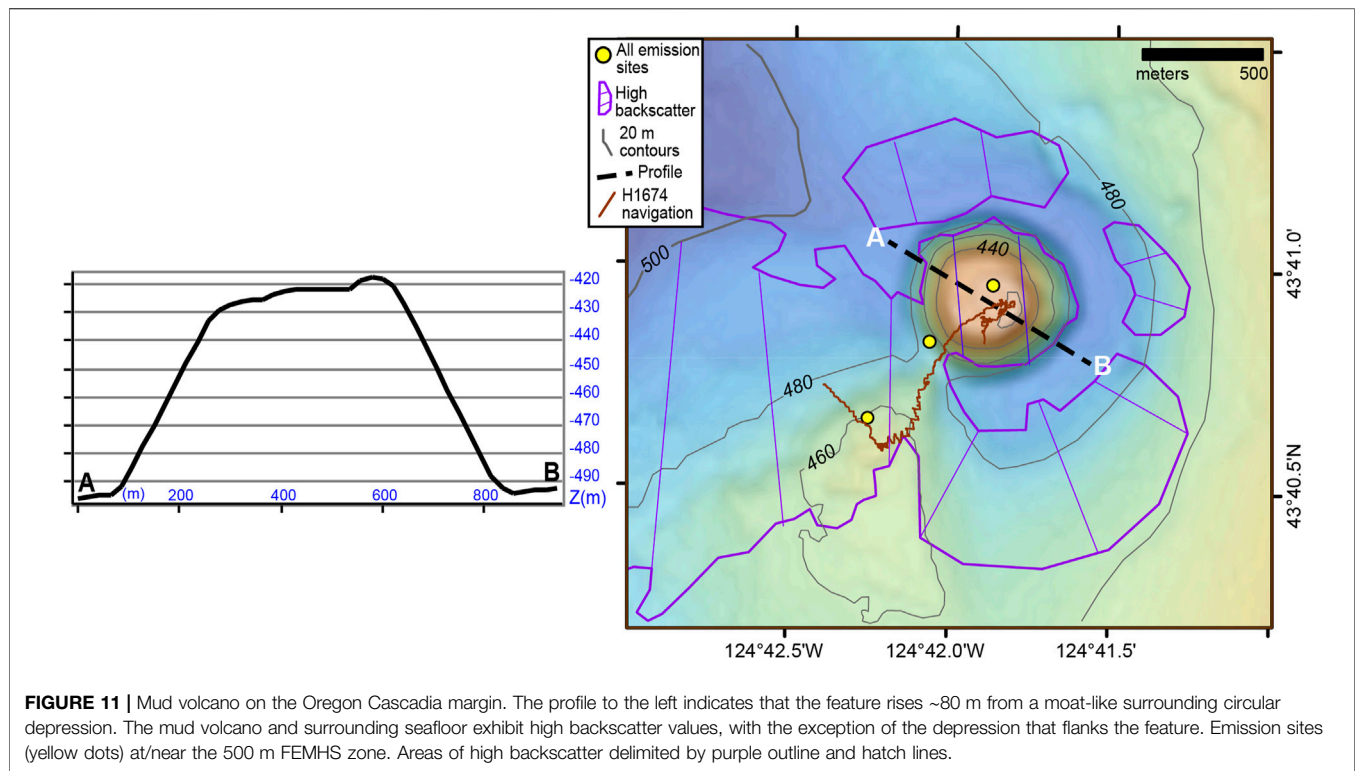 All emission
sites
High
backscatter
20 m
contours
Profile
H1674
navigation
meters 500
500
480
440
480
460
A
B
43°41.0'
43°40.5'N
124°42.5'W 124°42.0'W 124°41.5'
-420
-430
-440
-450
-460
-470
-480
-490
A (m) 200 400 600 800 B Z(m)
FIGURE 11 | Mud volcano on the Oregon Cascadia margin. The profile to the left indicates that the feature rises ~80 m from a moat-like surrounding circular
depression. The mud volcano and surrounding seafloor exhibit high backscatter values, with the exception of the depression that flanks the feature. Emission sites
(yellow dots) at/near the 500 m FEMHS zone. Areas of high backscatter delimited by purple outline and hatch lines.